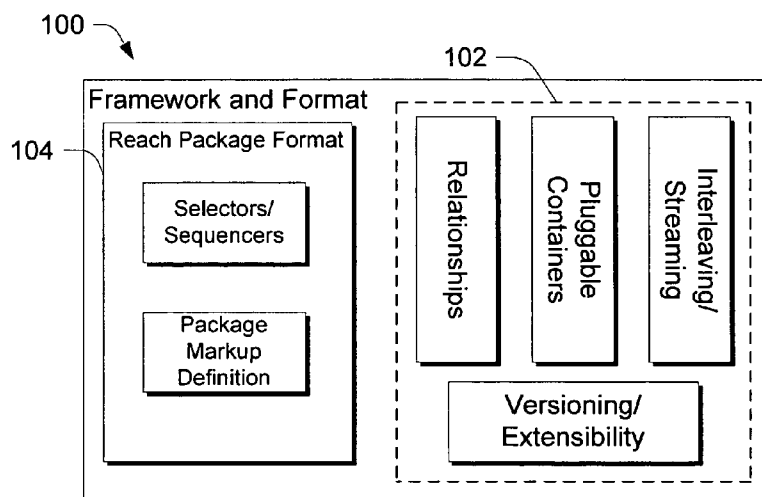 100
102
Framework and Format
104
Reach Package Format
Selectors/
Sequencers
Package
Markup
Definition
Relationships
Pluggable
Containers
Interleaving/
Streaming
Versioning/
Extensibility